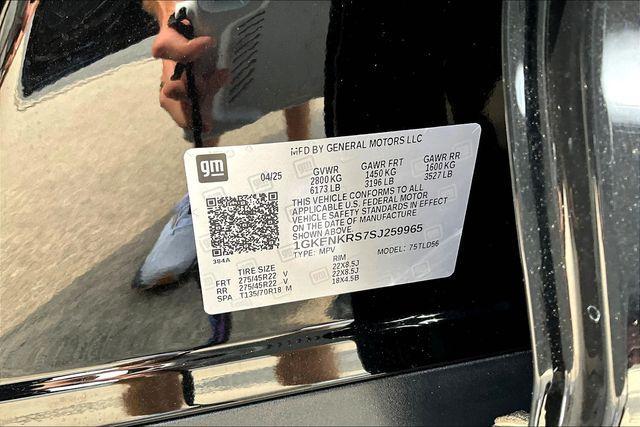 MFD BY GENERAL MOTORS LLC
gm
04/25 GVWR GAWR FRT GAWR RR
2800 KG 1450 KG 1600 KG
6173 LB 3196 LB 3527 LB
THIS VEHICLE CONFORMS TO ALL
APPLICABLE U.S. FEDERAL MOTOR
VEHICLE SAFETY STANDARDS IN EFFECT
ON THE DATE OF MANUFACTURE
SHOWN ABOVE.
1GKENKRS7SJ259965
TYPE: MPV MODEL: 75TLD56
384A
TIRE SIZE RIM
FRT 275/45R22 V 22X8.5J
RR 275/45R22 V 22X8.5J
SPA T135/70R18 M 18X4.5B